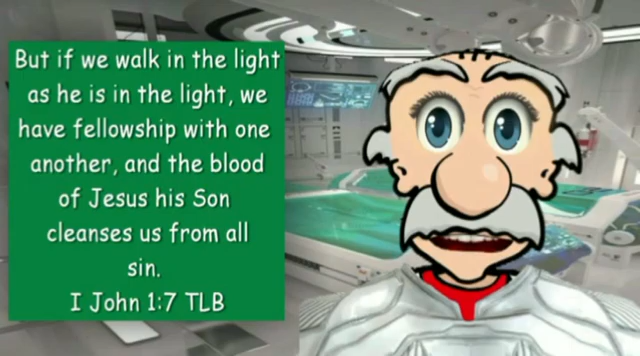 But if we walk in the light
as he is in the light, we
have fellowship with one
another, and the blood
of Jesus his Son
cleanses us from all
sin.
I John 1:7 TLB